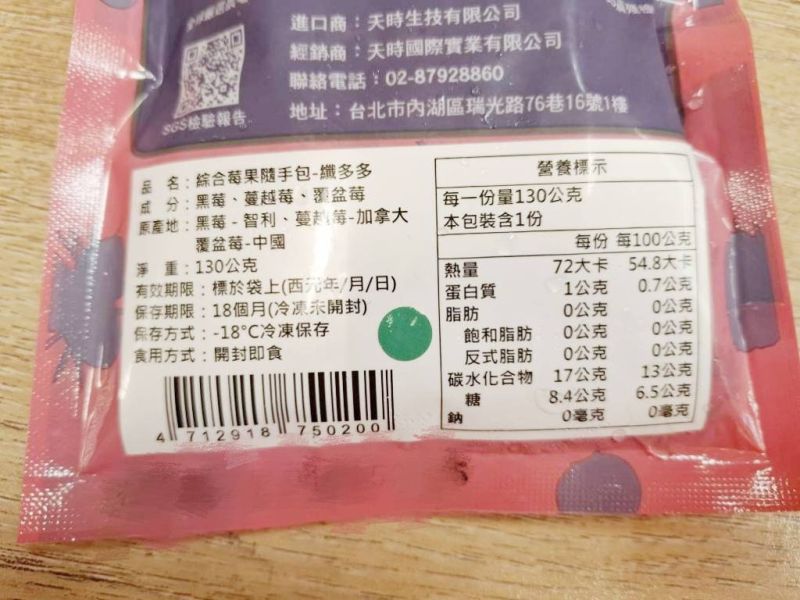 進口商：天時生技有限公司
經銷商：天時國際實業有限公司
聯絡電話：02-87928860
地址：台北市內湖區瑞光路76巷16號1樓
SGS檢驗報告
品　名：綜合莓果隨手包-纖多多
成　分：黑莓、蔓越莓、覆盆莓
原產地：黑莓 - 智利、蔓越莓-加拿大
覆盆莓-中國
淨　重：130公克
有效期限：標於袋上(西元年/月/日)
保存期限：18個月(冷凍未開封)
保存方式：-18°C冷凍保存
食用方式：開封即食
4 712918 750200
營養標示
每一份量130公克
本包裝含1份
每份 每100公克
熱量 72大卡 54.8大卡
蛋白質 1公克 0.7公克
脂肪 0公克 0公克
飽和脂肪 0公克 0公克
反式脂肪 0公克 0公克
碳水化合物 17公克 13公克
糖 8.4公克 6.5公克
鈉 0毫克 0毫克